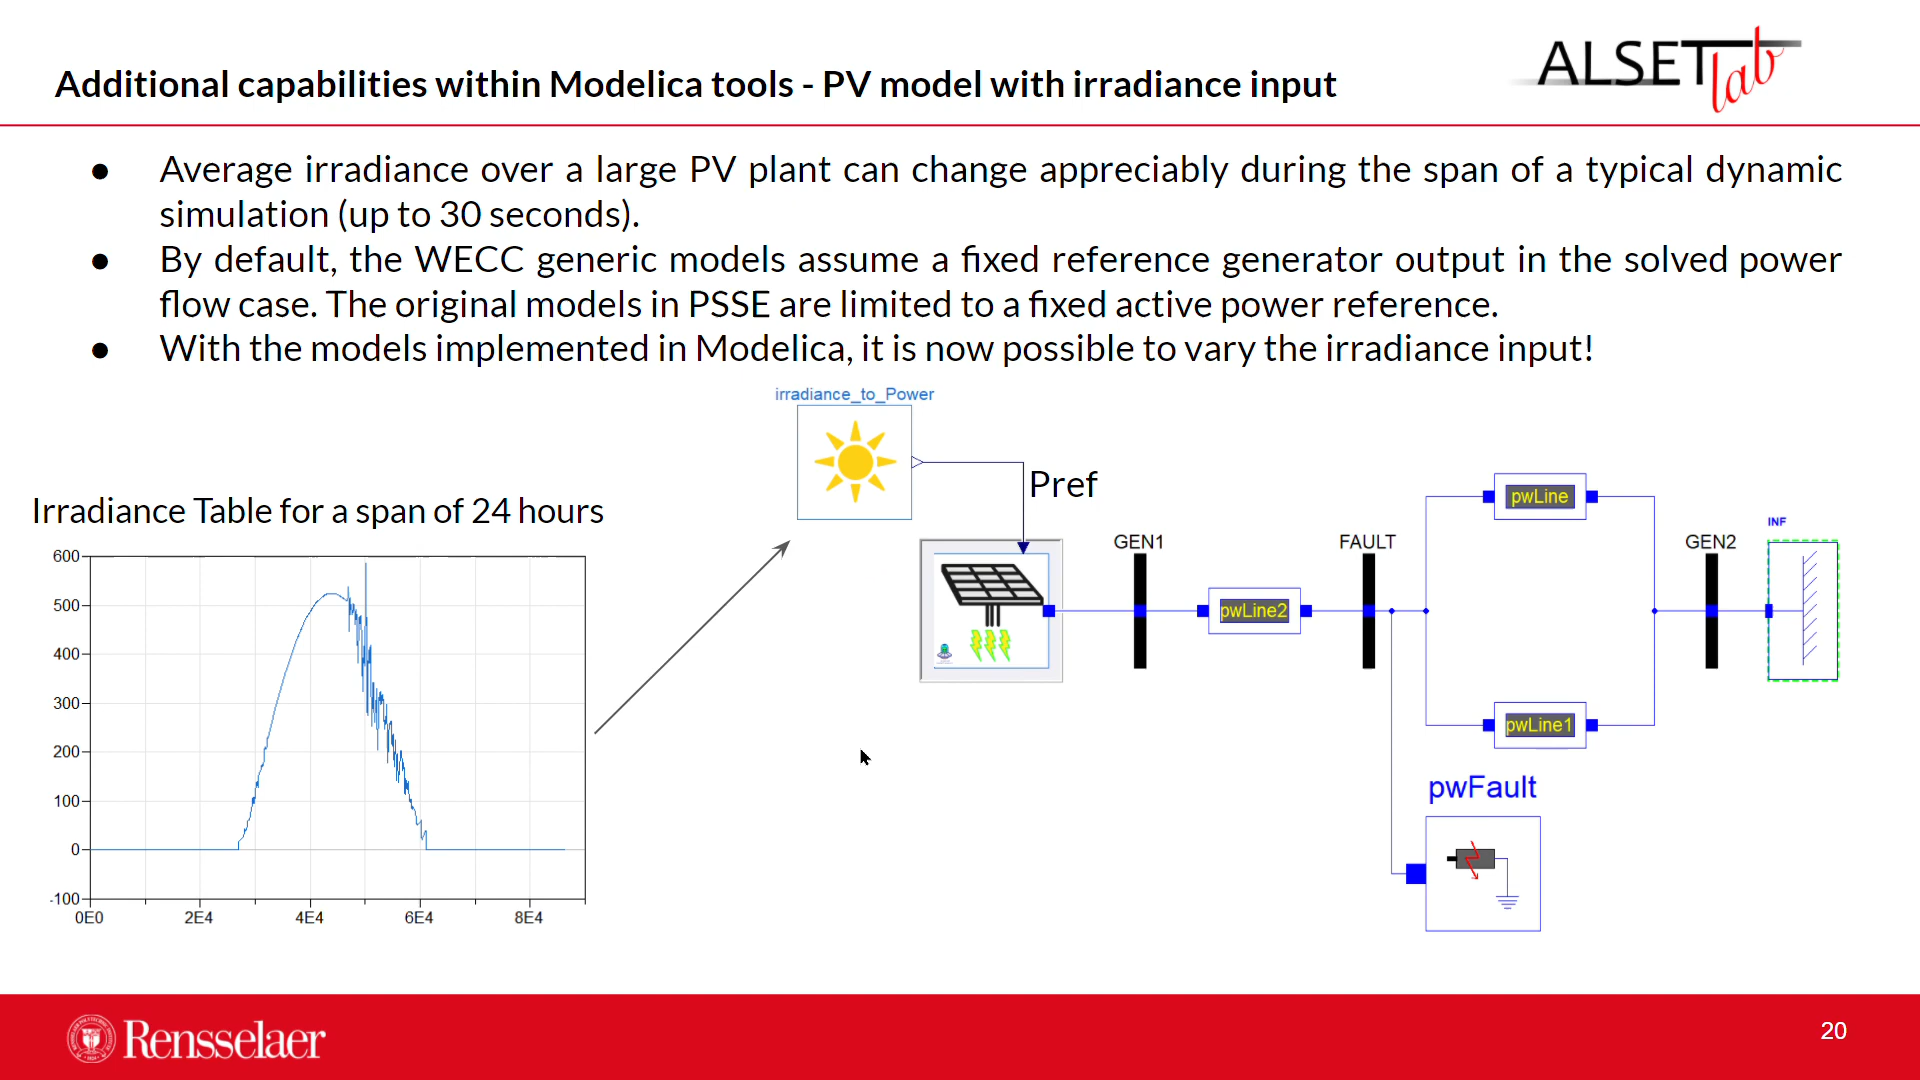 Additional capabilities within Modelica tools - PV model with irradiance input
ALSET lab
● Average irradiance over a large PV plant can change appreciably during the span of a typical dynamic
simulation (up to 30 seconds).
● By default, the WECC generic models assume a fixed reference generator output in the solved power
flow case. The original models in PSSE are limited to a fixed active power reference.
● With the models implemented in Modelica, it is now possible to vary the irradiance input!
irradiance_to_Power
Pref
Irradiance Table for a span of 24 hours
600
500
400
300
200
100
0
-100
0E0 2E4 4E4 6E4 8E4
GEN1
pwLine2
FAULT
pwLine
pwLine1
GEN2
INF
pwFault
Rensselaer
20